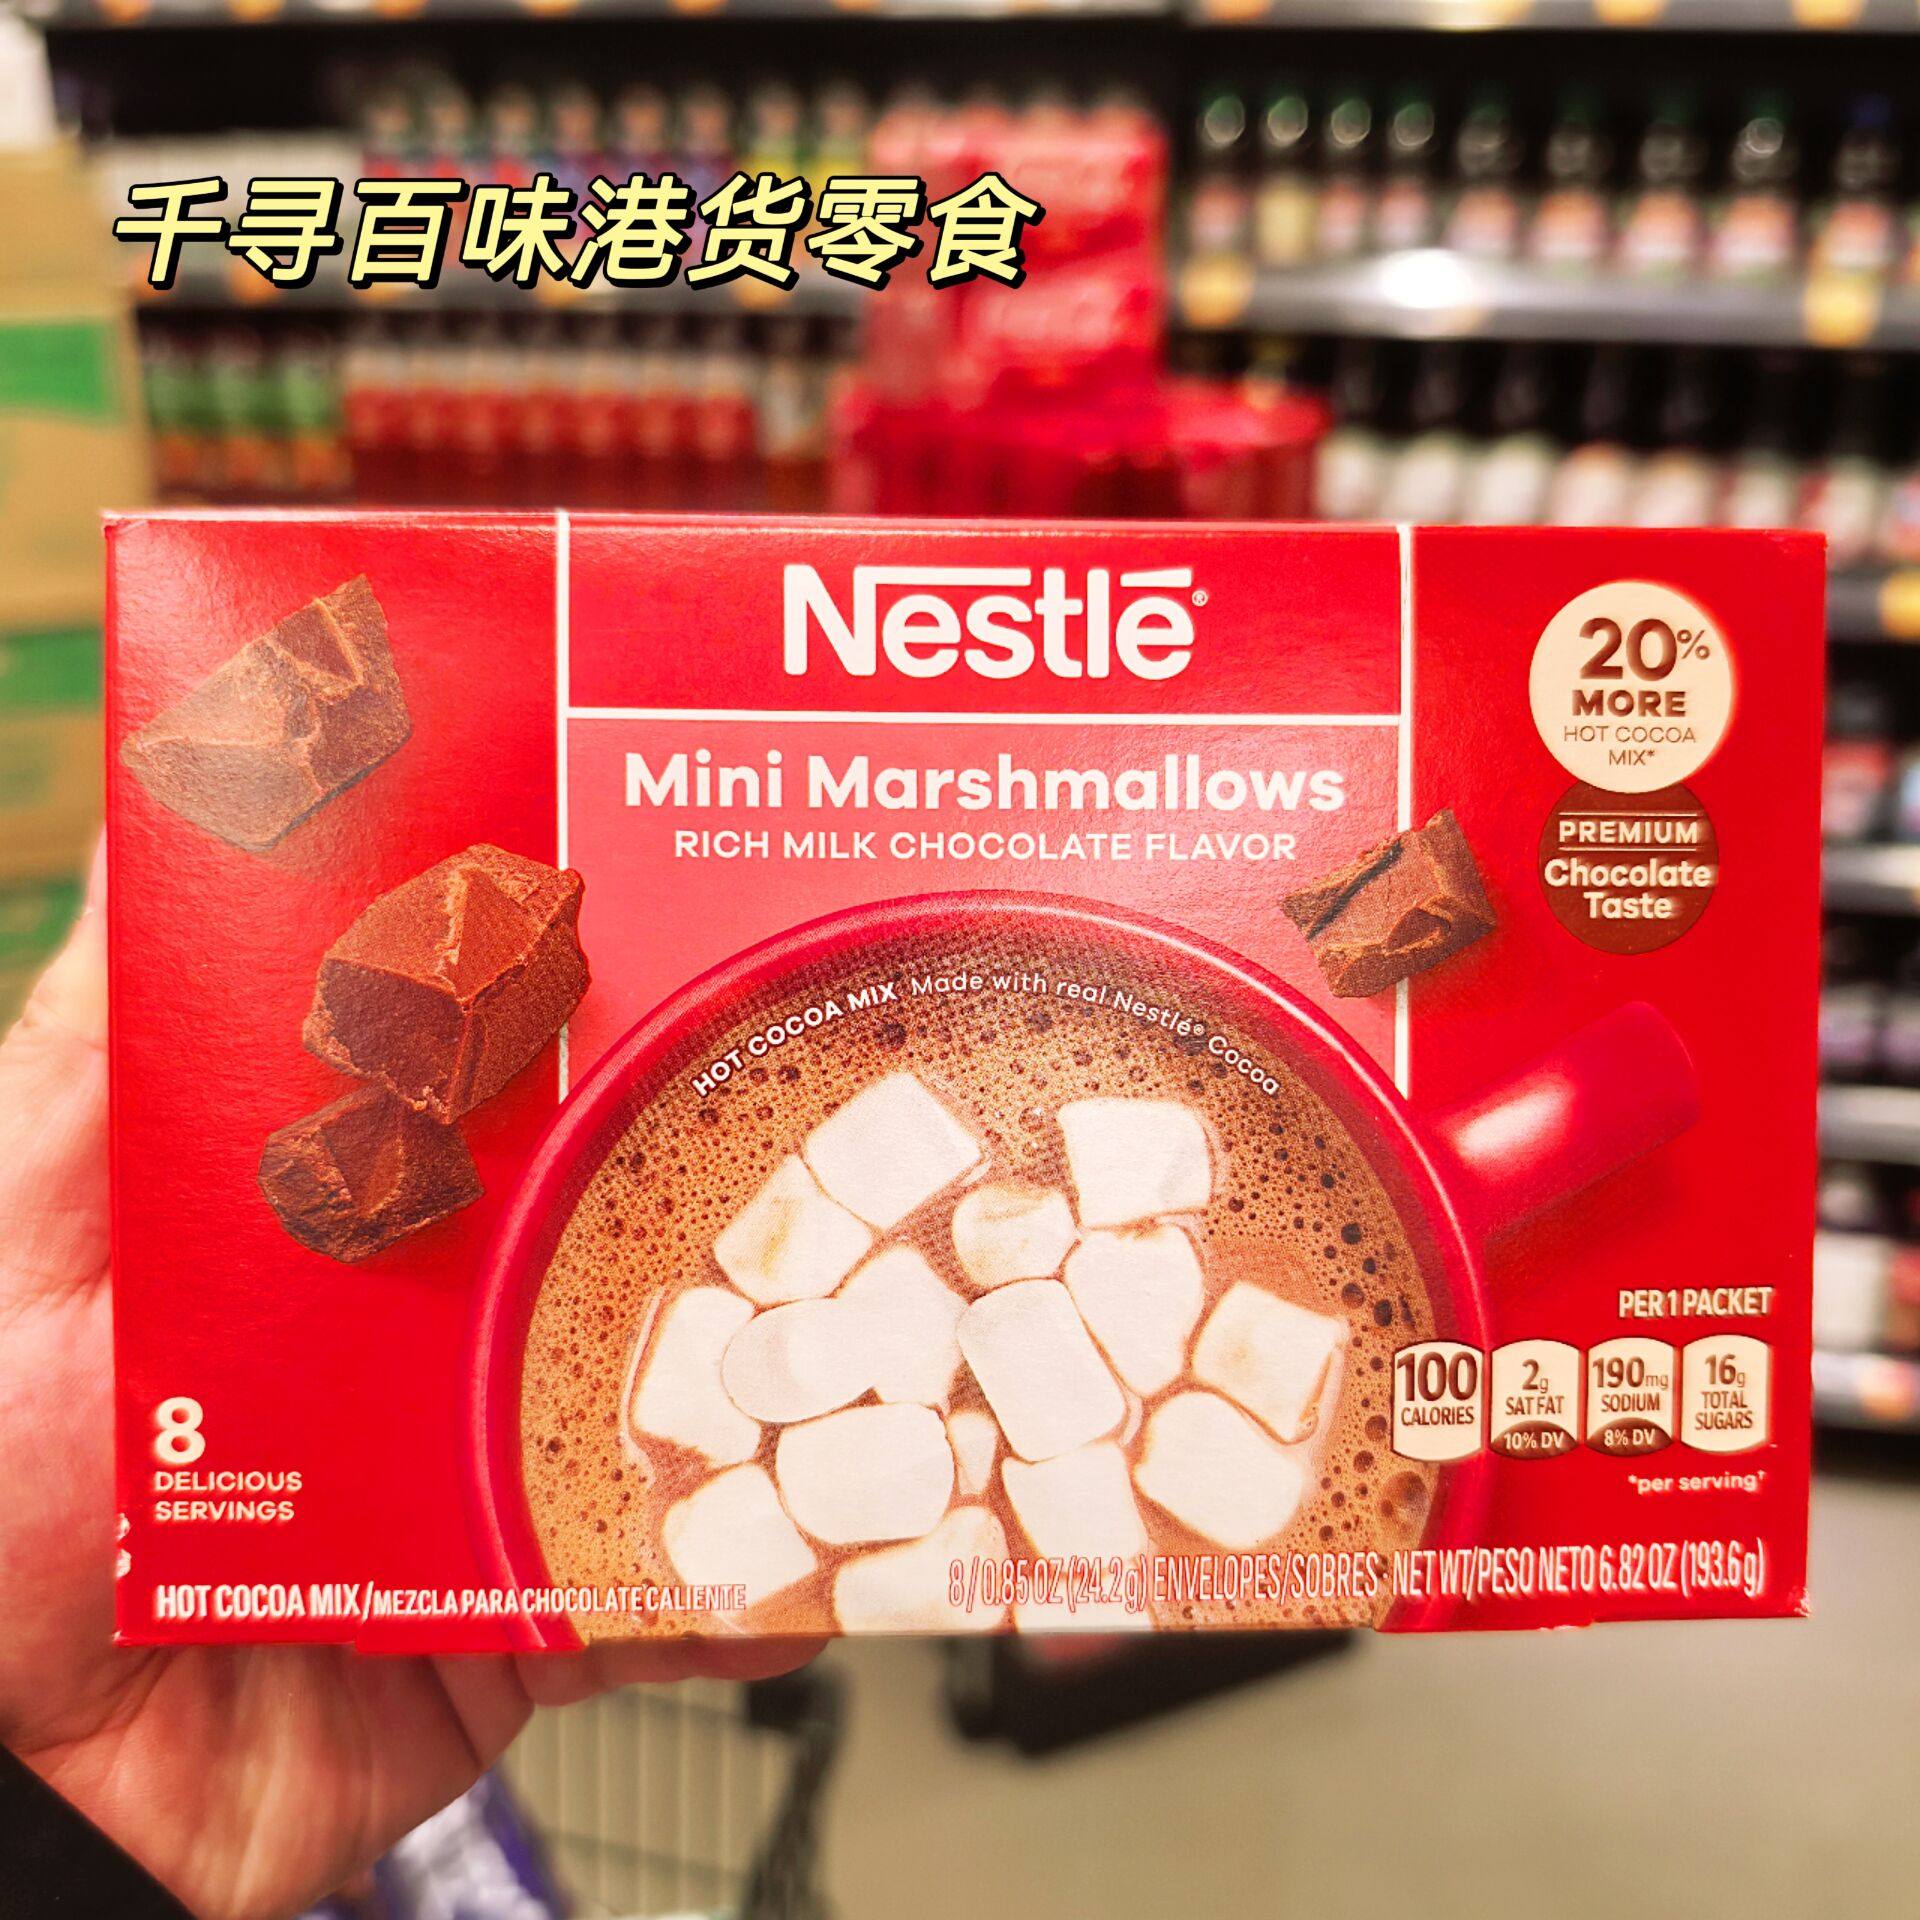 千寻百味港货零食
Nestlé®
Mini Marshmallows
RICH MILK CHOCOLATE FLAVOR
20%
MORE
HOT COCOA
MIX*
PREMIUM
Chocolate
Taste
HOT COCOA MIX Made with real Nestlé® Cocoa
PER 1 PACKET
100
CALORIES
2g
SAT FAT
10% DV
190mg
SODIUM
8% DV
16g
TOTAL
SUGARS
*per serving†
8
DELICIOUS
SERVINGS
HOT COCOA MIX/MEZCLA PARA CHOCOLATE CALIENTE
8/0.85 OZ (24.2 g) ENVELOPES/SOBRES • NET WT/PESO NETO 6.82 OZ (193.6 g)